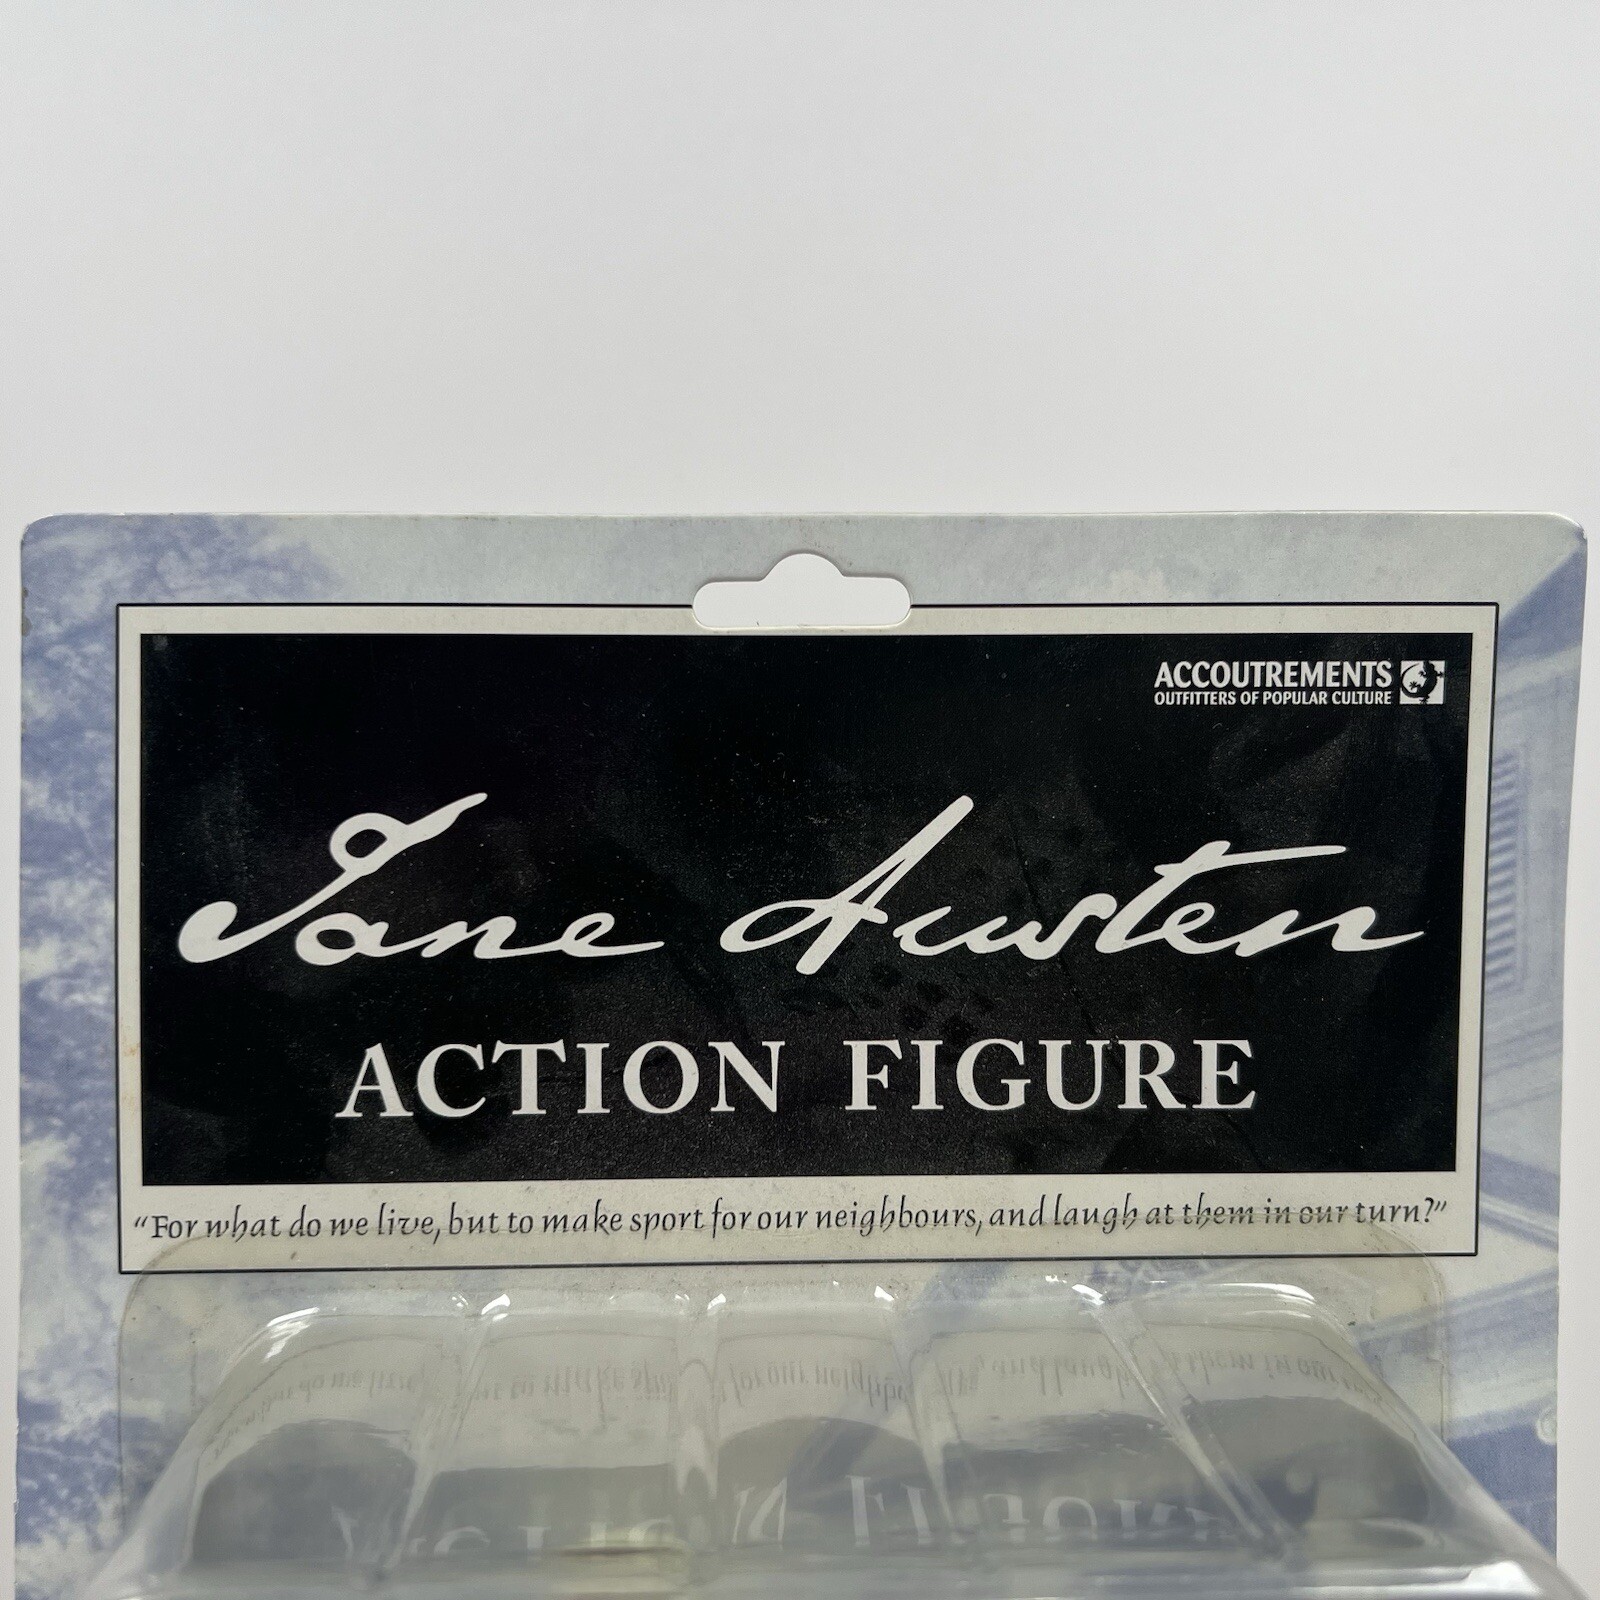 ACCOUTREMENTS
OUTFITTERS OF POPULAR CULTURE
Jane Austen
ACTION FIGURE
“For what do we live, but to make sport for our neighbours, and laugh at them in our turn?”